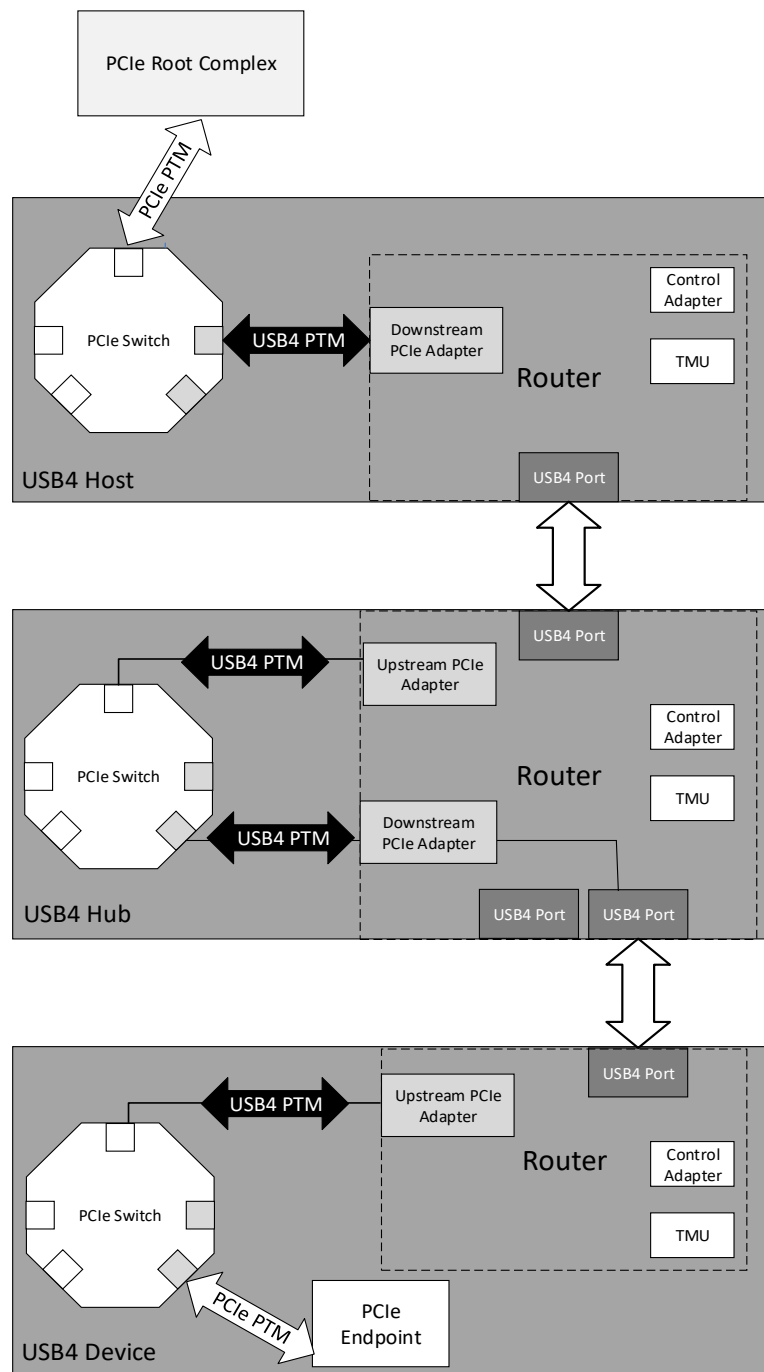 PCIe Root Complex
PCIe PTM
PCIe Switch
USB4 PTM
Downstream
PCIe Adapter
Control
Adapter
Router
TMU
USB4 Host
USB4 Port
USB4 Port
USB4 PTM
Upstream PCIe
Adapter
Control
Adapter
PCIe Switch
Router
TMU
USB4 PTM
Downstream
PCIe Adapter
USB4 Hub
USB4 Port
USB4 Port
USB4 Port
USB4 PTM
Upstream PCIe
Adapter
Router
Control
Adapter
PCIe Switch
TMU
PCIe PTM
PCIe
Endpoint
USB4 Device